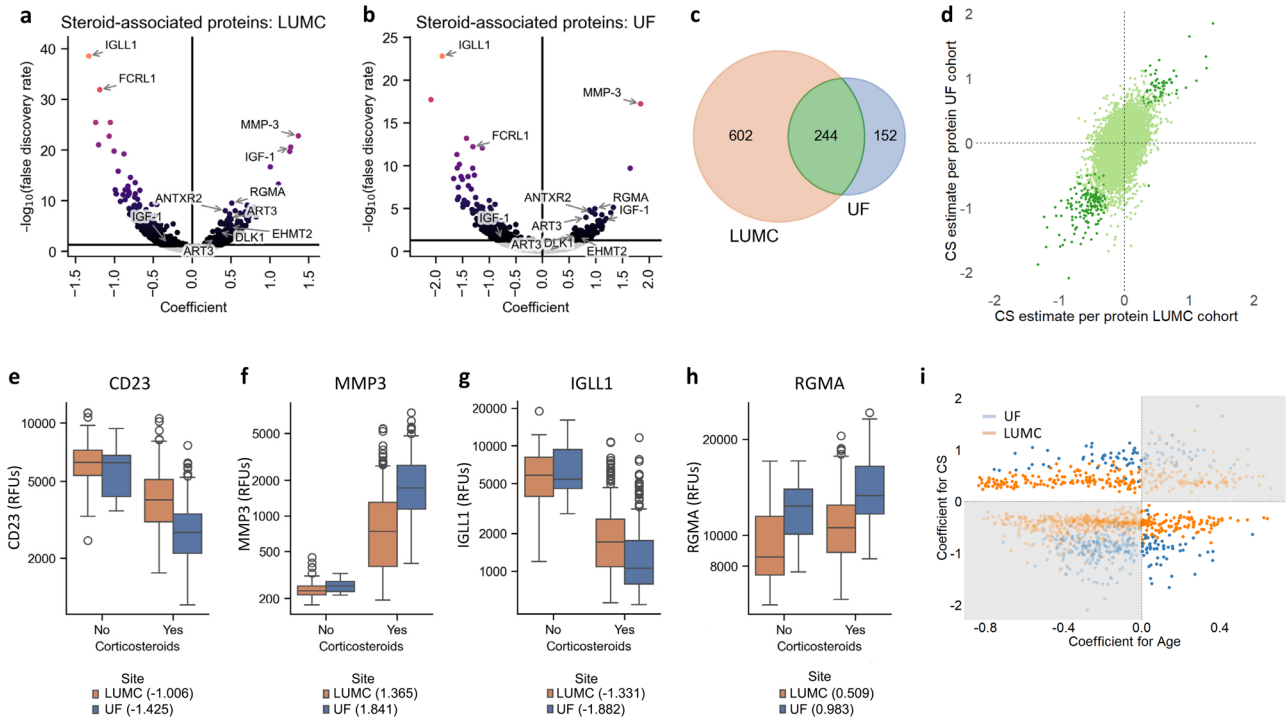 a
Steroid-associated proteins: LUMC
-log10(false discovery rate)
40
30
20
10
0
IGLL1
FCRL1
MMP-3
IGF-1
ANTXR2
RGMA
IGF-1
ART3
EHMT2
DLK1
ART3
-1.5
-1.0
-0.5
0.0
0.5
1.0
1.5
Coefficient
b
Steroid-associated proteins: UF
-log10(false discovery rate)
25
20
15
10
5
0
IGLL1
MMP-3
FCRL1
ANTXR2
RGMA
IGF-1
IGF-1
ART3
ART3
DLK1
EHMT2
-2.0
-1.5
-1.0
-0.5
0.0
0.5
1.0
1.5
2.0
Coefficient
c
602
244
152
UF
LUMC
d
CS estimate per protein UF cohort
2
1
0
-1
-2
-2
-1
0
1
2
CS estimate per protein LUMC cohort
e
CD23
CD23 (RFUs)
10000
5000
2000
No
Yes
Corticosteroids
Site
LUMC (-1.006)
UF (-1.425)
f
MMP3
MMP3 (RFUs)
5000
2000
1000
500
200
No
Yes
Corticosteroids
Site
LUMC (1.365)
UF (1.841)
g
IGLL1
IGLL1 (RFUs)
20000
10000
5000
2000
1000
No
Yes
Corticosteroids
Site
LUMC (-1.331)
UF (-1.882)
h
RGMA
RGMA (RFUs)
20000
10000
8000
No
Yes
Corticosteroids
Site
LUMC (0.509)
UF (0.983)
i
UF
LUMC
Coefficient for CS
2
1
0
-1
-2
-0.8
-0.4
0.0
0.4
Coefficient for Age